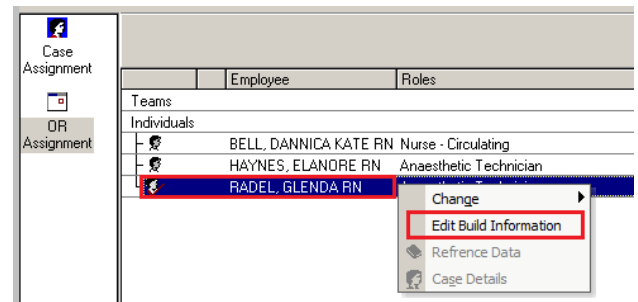 Case
Assignment
OR
Assignment
Employee Roles
Teams
Individuals
BELL, DANNICA KATE RN Nurse - Circulating
HAYNES, ELANORE RN Anaesthetic Technician
RADEL, GLENDA RN
Change
Edit Build Information
Refrence Data
Case Details